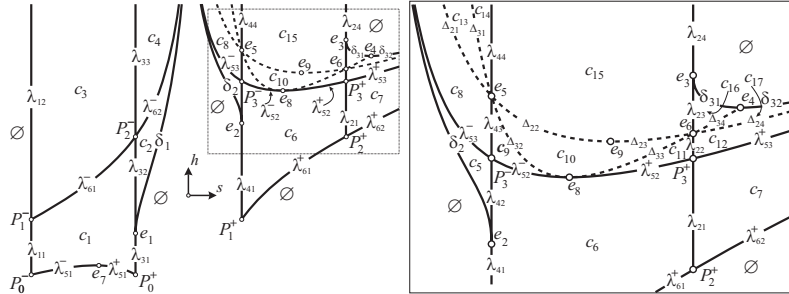 λ₄₄ λ₂₄
c₄ c₈ e₅ c₁₅ e₃ δ₃₁ e₄ δ₃₂
λ₁₂ c₃ λ₃₃ λ₅₃⁻ e₉ e₆ λ₅₃⁺
λ₆₂⁻ δ₂ P₃⁻ c₁₀ e₈ P₃⁺ c₇
∅ P₂⁻ c₂ δ₁ ∅ λ₅₂⁻ λ₅₂⁺ λ₂₁ λ₆₂⁺
e₂ c₆ P₂⁺
λ₆₁⁻ λ₃₂ h λ₄₁ λ₆₁⁺ ∅
P₁⁻ s P₁⁺
λ₁₁ c₁ e₁ ∅
λ₅₁⁻ λ₅₁⁺ λ₃₁
P₀⁻ e₇ P₀⁺
c₁₃ c₁₄ λ₂₄ ∅
Δ₂₁ Δ₃₁ λ₄₄ c₁₅ e₃ c₁₆ c₁₇
c₈ e₅ δ₃₁ e₄ δ₃₂
δ₂ λ₅₃⁻ λ₄₃ Δ₃₂ Δ₂₂ λ₂₃ Δ₃₄ Δ₂₄
c₉ e₉ Δ₂₃ e₆ λ₂₂ λ₅₃⁺
c₅ P₃⁻ λ₅₂⁻ c₁₀ Δ₃₃ c₁₁ c₁₂
e₈ λ₅₂⁺ P₃⁺
∅ λ₄₂ c₇
e₂ c₆ λ₂₁ λ₆₂⁺
λ₄₁ λ₆₁⁺ P₂⁺ ∅